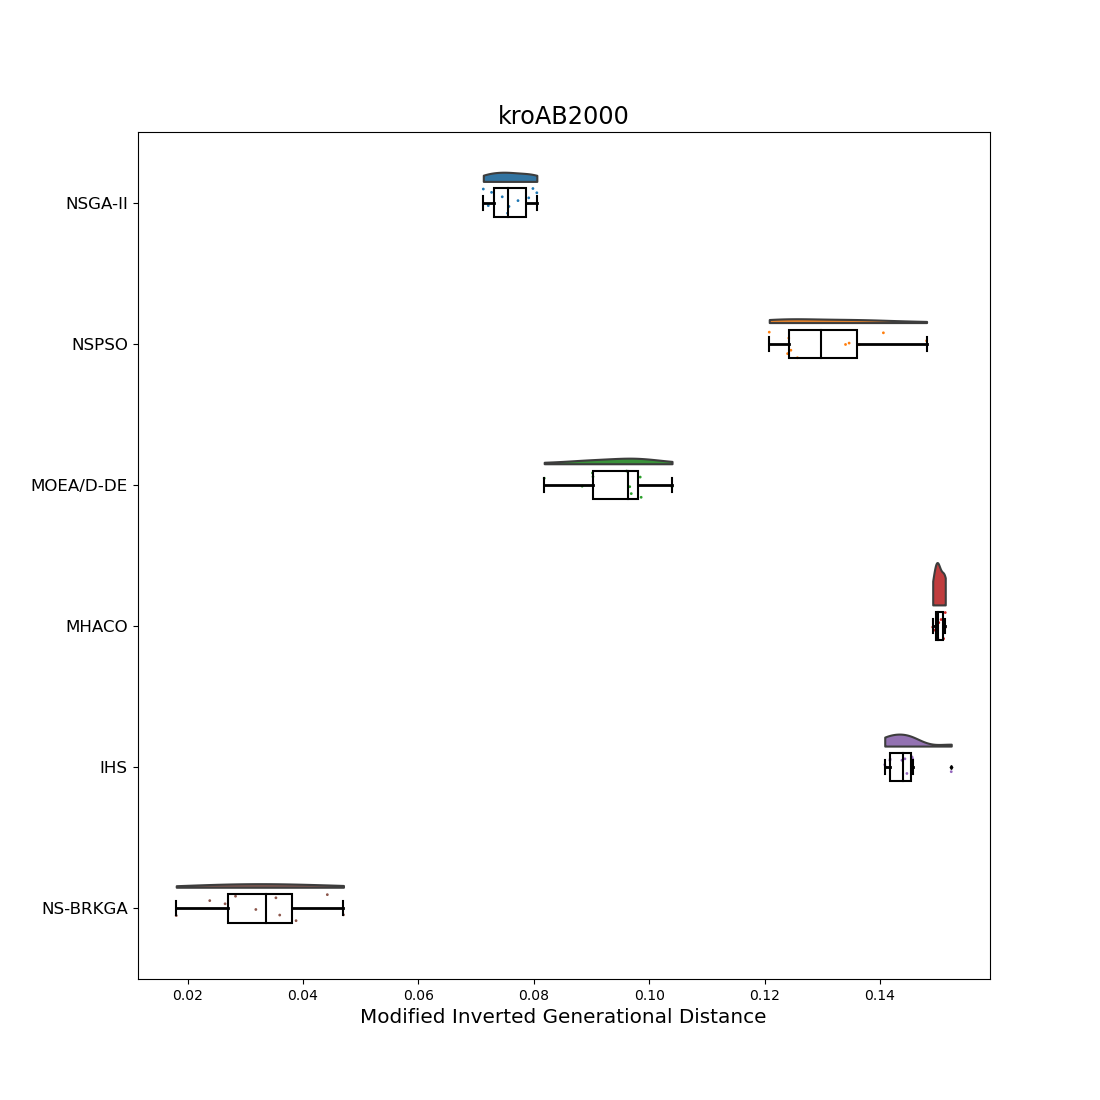 kroAB2000
NSGA-II
NSPSO
MOEA/D-DE
MHACO
IHS
NS-BRKGA
0.02 0.04 0.06 0.08 0.10 0.12 0.14
Modified Inverted Generational Distance